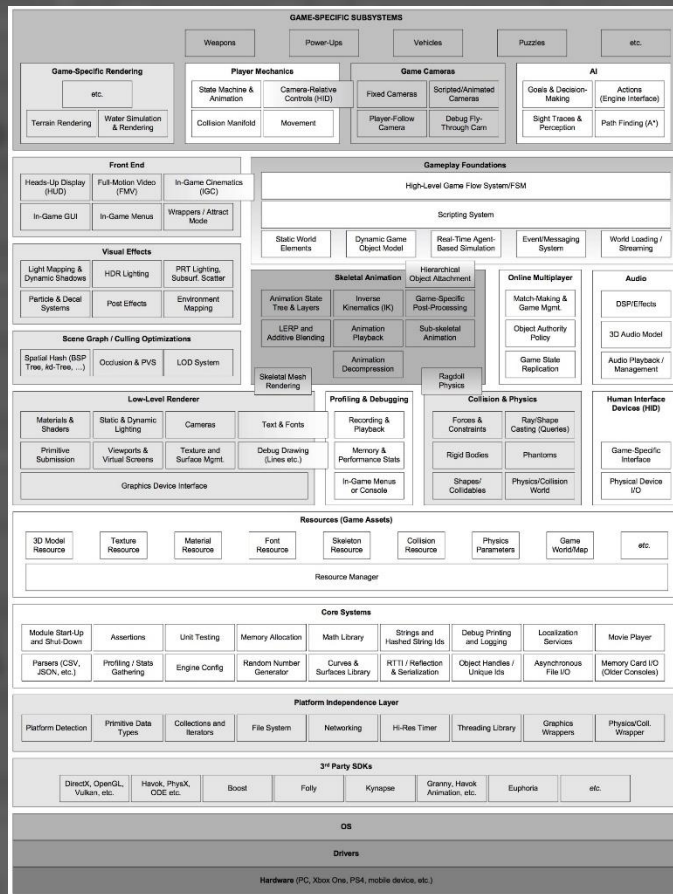 GAME-SPECIFIC SUBSYSTEMS
Weapons
Power-Ups
Vehicles
Puzzles
etc.
Game-Specific Rendering
etc.
Terrain Rendering
Water Simulation
& Rendering
Player Mechanics
State Machine &
Animation
Camera-Relative
Controls (HID)
Collision Manifold
Movement
Game Cameras
Fixed Cameras
Scripted/Animated
Cameras
Player-Follow
Camera
Debug Fly-
Through Cam
AI
Goals & Decision-
Making
Actions
(Engine Interface)
Sight Traces &
Perception
Path Finding (A*)
Front End
Heads-Up Display
(HUD)
Full-Motion Video
(FMV)
In-Game Cinematics
(IGC)
In-Game GUI
In-Game Menus
Wrappers / Attract
Mode
Gameplay Foundations
High-Level Game Flow System/FSM
Scripting System
Static World
Elements
Dynamic Game
Object Model
Real-Time Agent-
Based Simulation
Event/Messaging
System
World Loading /
Streaming
Visual Effects
Light Mapping &
Dynamic Shadows
HDR Lighting
PRT Lighting,
Subsurf. Scatter
Particle & Decal
Systems
Post Effects
Environment
Mapping
Skeletal Animation
Hierarchical
Object Attachment
Animation State
Tree & Layers
Inverse
Kinematics (IK)
Game-Specific
Post-Processing
LERP and
Additive Blending
Animation
Playback
Sub-skeletal
Animation
Animation
Decompression
Skeletal Mesh
Rendering
Ragdoll
Physics
Online Multiplayer
Match-Making &
Game Mgmt.
Object Authority
Policy
Game State
Replication
Audio
DSP/Effects
3D Audio Model
Audio Playback /
Management
Scene Graph / Culling Optimizations
Spatial Hash (BSP
Tree, kd-Tree, ...)
Occlusion & PVS
LOD System
Low-Level Renderer
Materials &
Shaders
Static & Dynamic
Lighting
Cameras
Text & Fonts
Primitive
Submission
Viewports &
Virtual Screens
Texture and
Surface Mgmt.
Debug Drawing
(Lines etc.)
Graphics Device Interface
Profiling & Debugging
Recording &
Playback
Memory &
Performance Stats
In-Game Menus
or Console
Collision & Physics
Forces &
Constraints
Ray/Shape
Casting (Queries)
Rigid Bodies
Phantoms
Shapes/
Collidables
Physics/Collision
World
Human Interface
Devices (HID)
Game-Specific
Interface
Physical Device
I/O
Resources (Game Assets)
3D Model
Resource
Texture
Resource
Material
Resource
Font
Resource
Skeleton
Resource
Collision
Resource
Physics
Parameters
Game
World/Map
etc.
Resource Manager
Core Systems
Module Start-Up
and Shut-Down
Assertions
Unit Testing
Memory Allocation
Math Library
Strings and
Hashed String Ids
Debug Printing
and Logging
Localization
Services
Movie Player
Parsers (CSV,
JSON, etc.)
Profiling / Stats
Gathering
Engine Config
Random Number
Generator
Curves &
Surfaces Library
RTTI / Reflection
& Serialization
Object Handles /
Unique Ids
Asynchronous
File I/O
Memory Card I/O
(Older Consoles)
Platform Independence Layer
Platform Detection
Primitive Data
Types
Collections and
Iterators
File System
Networking
Hi-Res Timer
Threading Library
Graphics
Wrappers
Physics/Coll.
Wrapper
3rd Party SDKs
DirectX, OpenGL,
Vulkan, etc.
Havok, PhysX,
ODE etc.
Boost
Folly
Kynapse
Granny, Havok
Animation, etc.
Euphoria
etc.
OS
Drivers
Hardware (PC, Xbox One, PS4, mobile device, etc.)